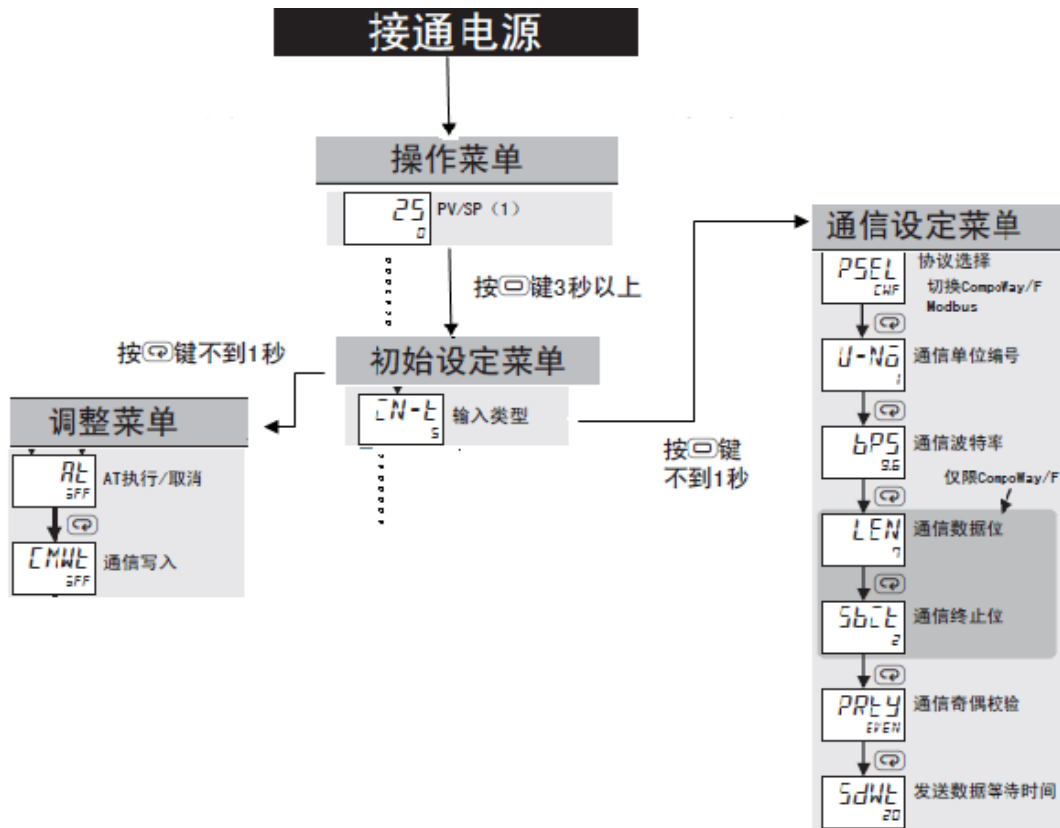 接通电源
操作菜单
25
0
PV/SP（1）
按键3秒以上
初始设定菜单
IN-t
5
输入类型
按键不到1秒
调整菜单
At
OFF
AT执行/取消
CMWt
OFF
通信写入
按键
不到1秒
通信设定菜单
PSEL
CWF
协议选择
切换CompoWay/F
Modbus
U-No
1
通信单位编号
bPS
9.6
通信波特率
仅限CompoWay/F
LEN
7
通信数据位
SbIt
2
通信终止位
PRtY
EVEN
通信奇偶校验
SdWt
20
发送数据等待时间